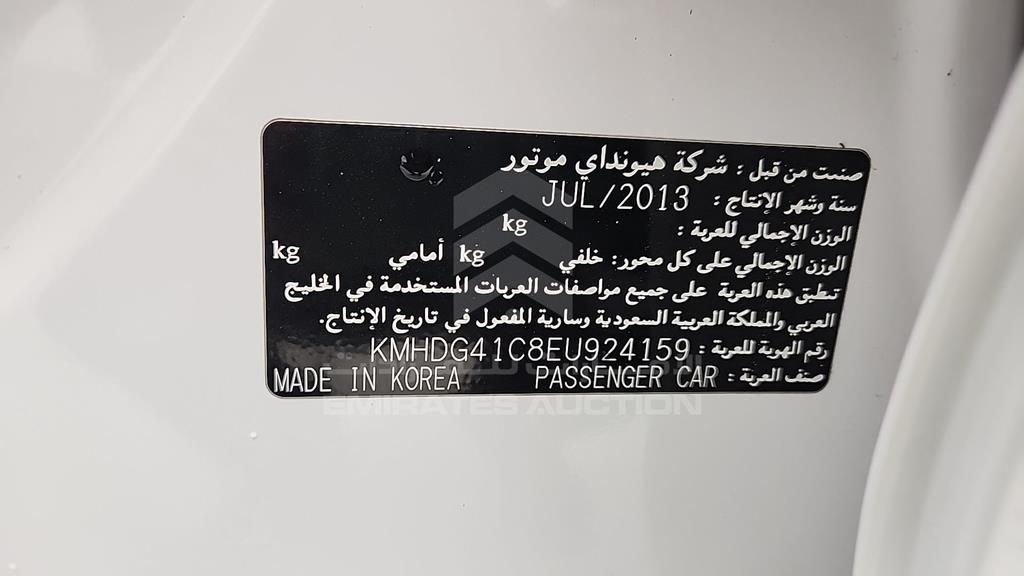 صنعت من قبل : شركة هيونداي موتور
سنة وشهر الإنتاج : JUL/2013
الوزن الإجمالي للعربة : kg
الوزن الإجمالي على كل محور: خلفي kg أمامي kg
تنطبق هذه العربة على جميع مواصفات العربات المستخدمة في الخليج
العربي والمملكة العربية السعودية وسارية المفعول في تاريخ الإنتاج.
رقم الهوية للعربة : KMHDG41C8EU924159
صنف العربة : PASSENGER CAR MADE IN KOREA
EMIRATES AUCTION